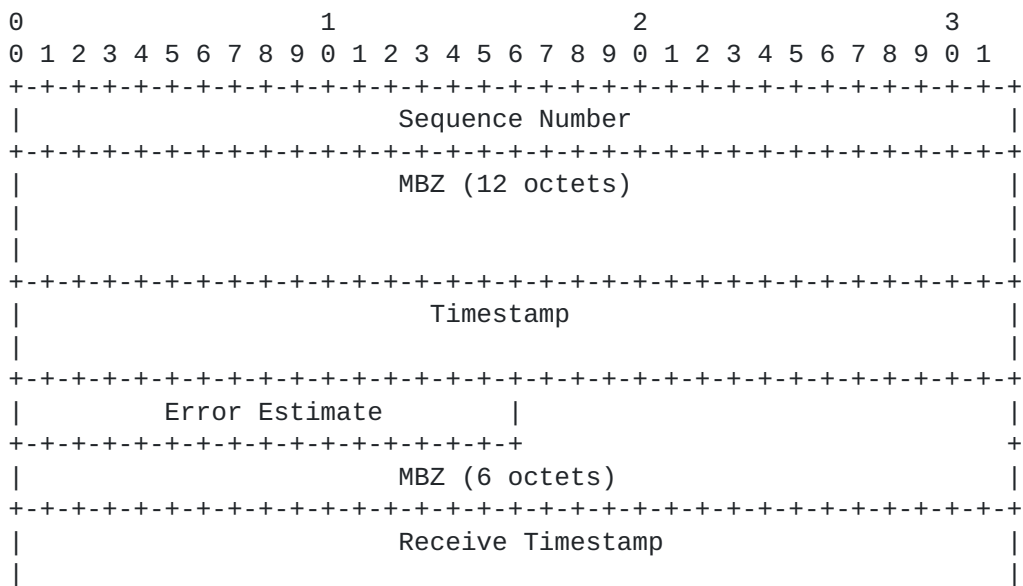 0                   1                   2                   3
0 1 2 3 4 5 6 7 8 9 0 1 2 3 4 5 6 7 8 9 0 1 2 3 4 5 6 7 8 9 0 1
+-+-+-+-+-+-+-+-+-+-+-+-+-+-+-+-+-+-+-+-+-+-+-+-+-+-+-+-+-+-+-+-+
|                        Sequence Number                        |
+-+-+-+-+-+-+-+-+-+-+-+-+-+-+-+-+-+-+-+-+-+-+-+-+-+-+-+-+-+-+-+-+
|                        MBZ (12 octets)                        |
|                                                               |
|                                                               |
+-+-+-+-+-+-+-+-+-+-+-+-+-+-+-+-+-+-+-+-+-+-+-+-+-+-+-+-+-+-+-+-+
|                          Timestamp                            |
|                                                               |
+-+-+-+-+-+-+-+-+-+-+-+-+-+-+-+-+-+-+-+-+-+-+-+-+-+-+-+-+-+-+-+-+
|         Error Estimate        |                               |
+-+-+-+-+-+-+-+-+-+-+-+-+-+-+-+-+                               +
|                        MBZ (6 octets)                         |
+-+-+-+-+-+-+-+-+-+-+-+-+-+-+-+-+-+-+-+-+-+-+-+-+-+-+-+-+-+-+-+-+
|                        Receive Timestamp                      |
|                                                               |